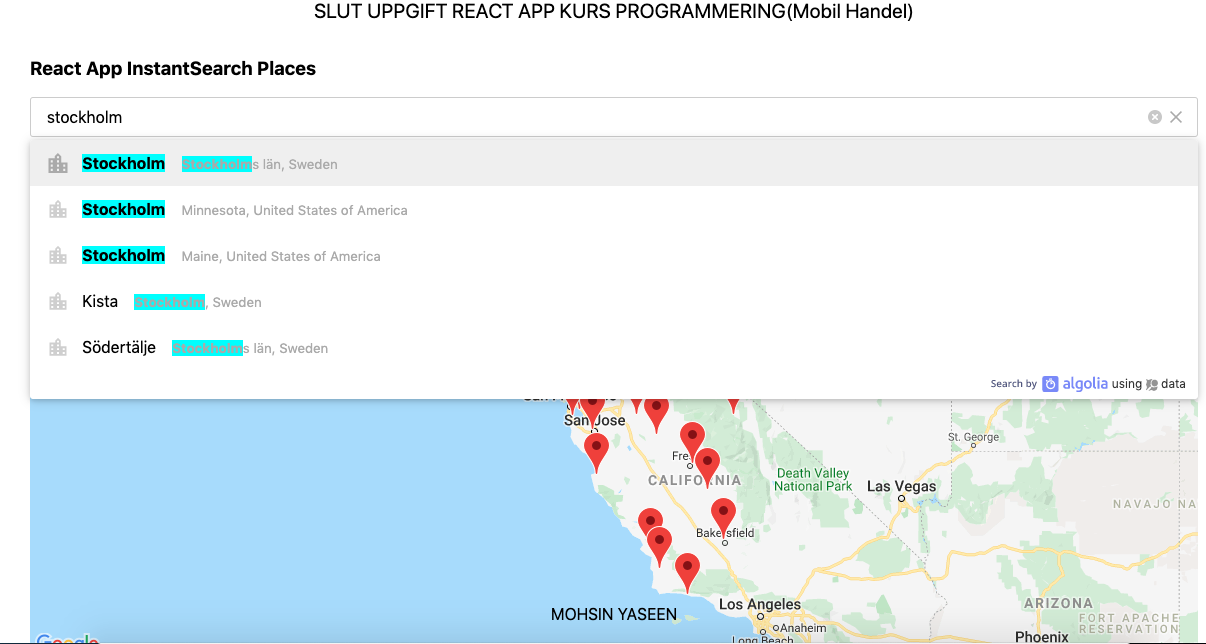 SLUT UPPGIFT REACT APP KURS PROGRAMMERING(Mobil Handel)
React App InstantSearch Places
stockholm
Stockholm Stockholms län, Sweden
Stockholm Minnesota, United States of America
Stockholm Maine, United States of America
Kista Stockholm, Sweden
Södertälje Stockholms län, Sweden
Search by algolia using data
San Jose
St. George
CALIFORNIA
Death Valley
National Park
Las Vegas
NAVAJO NA
Bakersfield
MOHSIN YASEEN
Los Angeles
ARIZONA
FORT APACHE
RESERVATION
Anaheim
Long Beach
Phoenix
Google